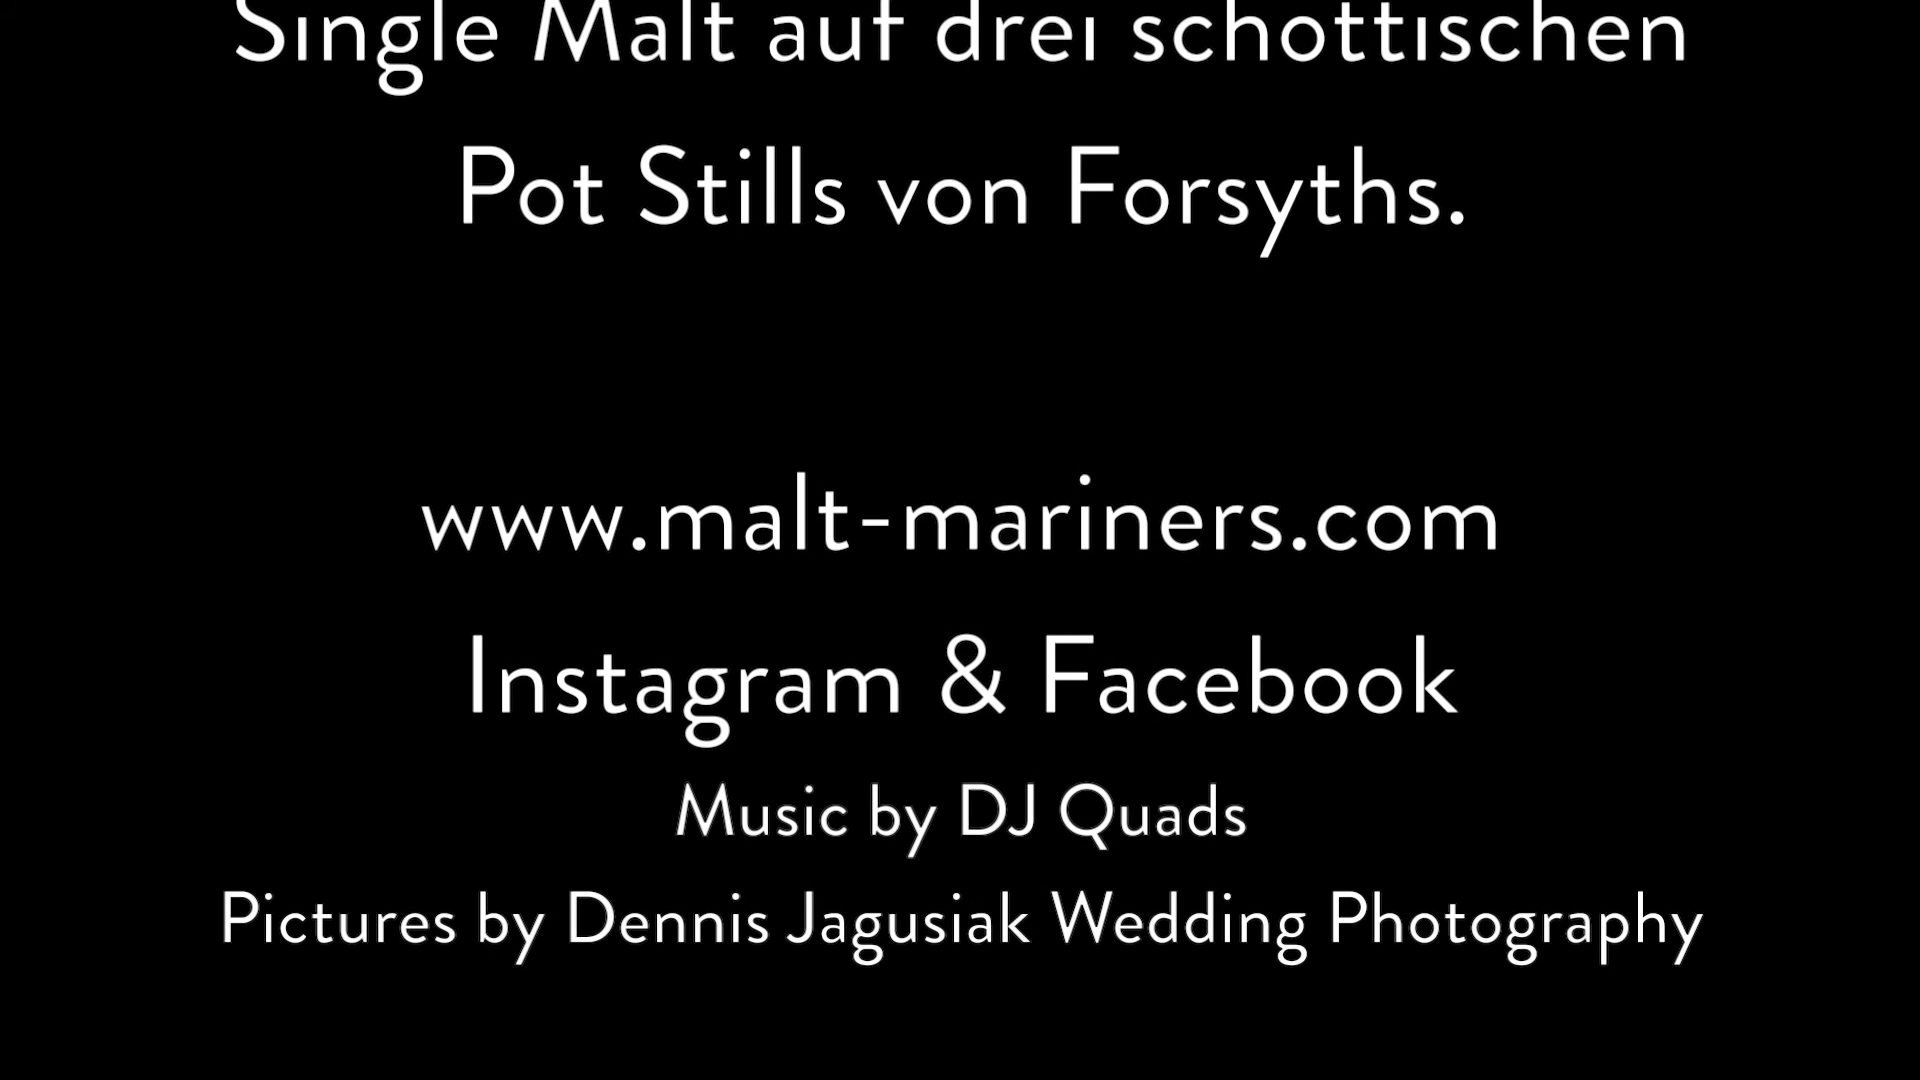 Single Malt auf drei schottischen
Pot Stills von Forsyths.
www.malt-mariners.com
Instagram & Facebook
Music by DJ Quads
Pictures by Dennis Jagusiak Wedding Photography